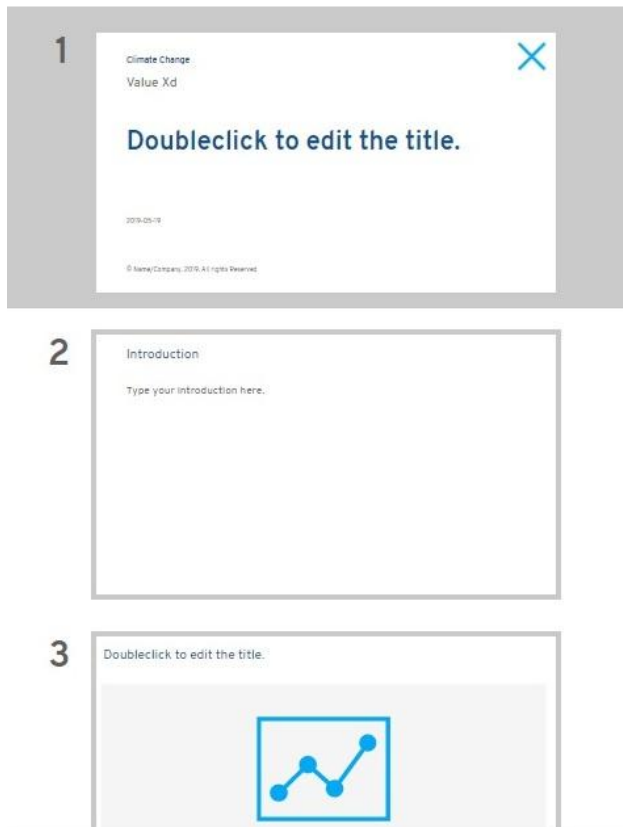 1
Climate Change
Value Xd
Doubleclick to edit the title.
2019-05-19
© Name/Company, 2019. All rights Reserved
2
Introduction
Type your introduction here.
3
Doubleclick to edit the title.